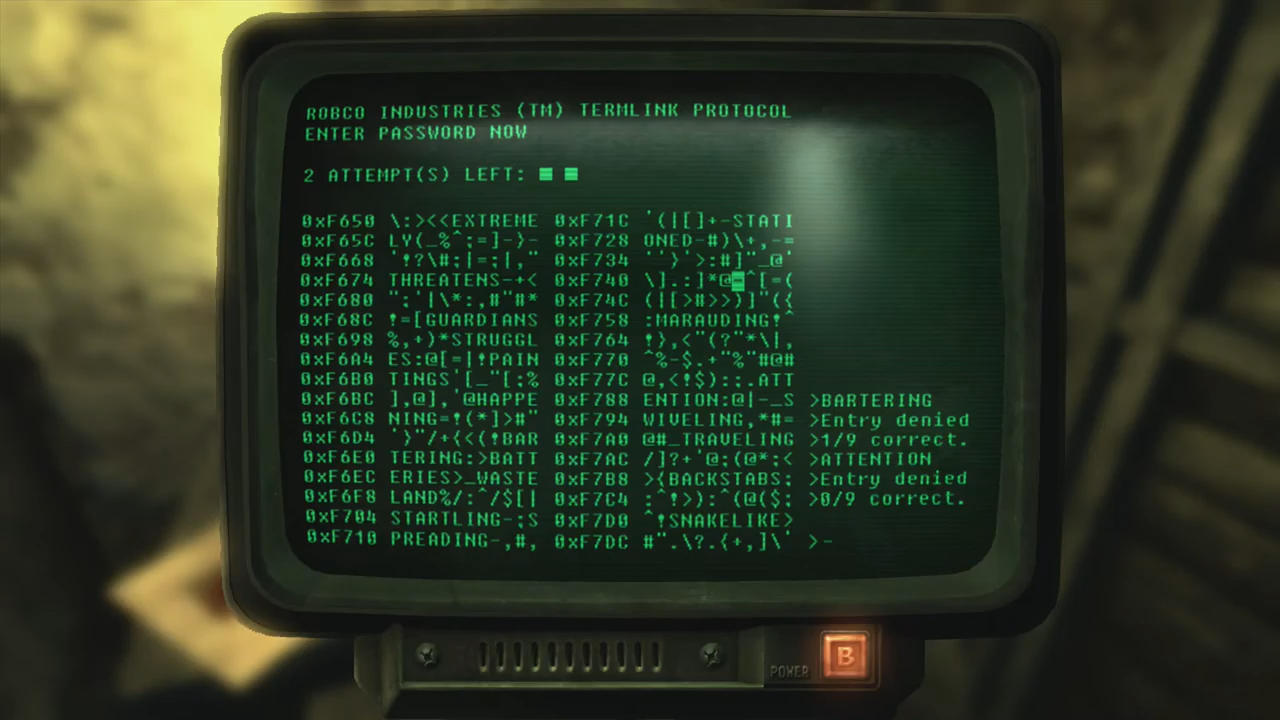 ROBCO INDUSTRIES (TM) TERMLINK PROTOCOL
ENTER PASSWORD NOW
2 ATTEMPT(S) LEFT:
0xF650 \:><<EXTREME 0xF71C '(|[]+-STATI
0xF65C LY(_%^;=]-}- 0xF728 ONED-#)\+,-=
0xF668 '!?\#;|=;|," 0xF734 ''}'>:#]"_@'
0xF674 THREATENS-+< 0xF740 \].:]*@=^[=(
0xF680 ";'|\*:,#"#* 0xF74C (|[>#>>)]"({
0xF68C !=[GUARDIANS 0xF758 :MARAUDING!^
0xF698 %,+)*STRUGGL 0xF764 !},<"(?"*\|,
0xF6A4 ES:@[=|!PAIN 0xF770 ^%-$.+"%"#@#
0xF6B0 TINGS'[_"[;% 0xF77C @,<!$):;.ATT
0xF6BC ],@],'@HAPPE 0xF788 ENTION:@|-_S >BARTERING
0xF6C8 NING=!(*]>#" 0xF794 WIVELING,*#= >Entry denied
0xF6D4 '}"/+{<(!BAR 0xF7A0 @#_TRAVELING >1/9 correct.
0xF6E0 TERING:>BATT 0xF7AC /]?+'@;(@*;< >ATTENTION
0xF6EC ERIES>_WASTE 0xF7B8 >{BACKSTABS; >Entry denied
0xF6F8 LAND%/:^/$[| 0xF7C4 :^!>):^(@($; >0/9 correct.
0xF704 STARTLING-;S 0xF7D0 ^!SNAKELIKE>
0xF710 PREADING-,#, 0xF7DC #".\?.{+,]\' >-
POWER
B